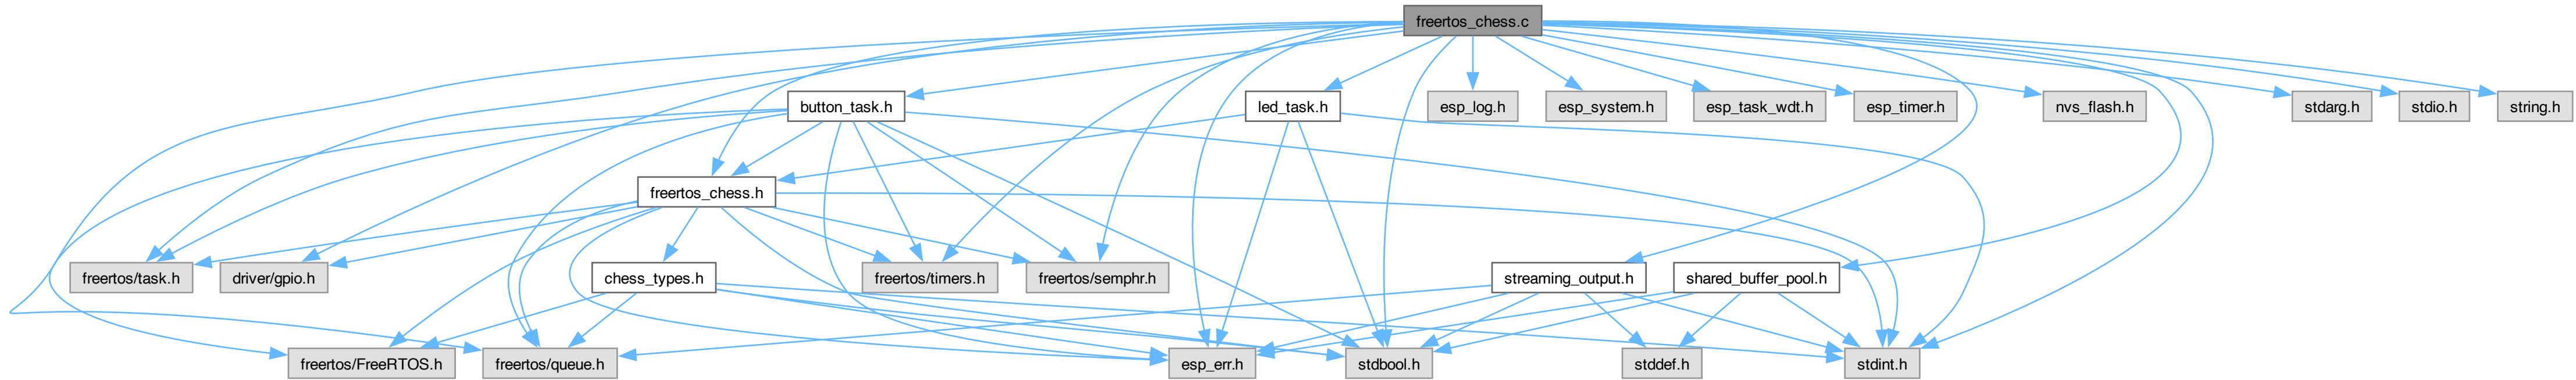 freertos_chess.c
button_task.h
led_task.h
esp_log.h
esp_system.h
esp_task_wdt.h
esp_timer.h
nvs_flash.h
stdarg.h
stdio.h
string.h
freertos_chess.h
freertos/task.h
driver/gpio.h
chess_types.h
freertos/timers.h
freertos/semphr.h
streaming_output.h
shared_buffer_pool.h
freertos/FreeRTOS.h
freertos/queue.h
esp_err.h
stdbool.h
stddef.h
stdint.h